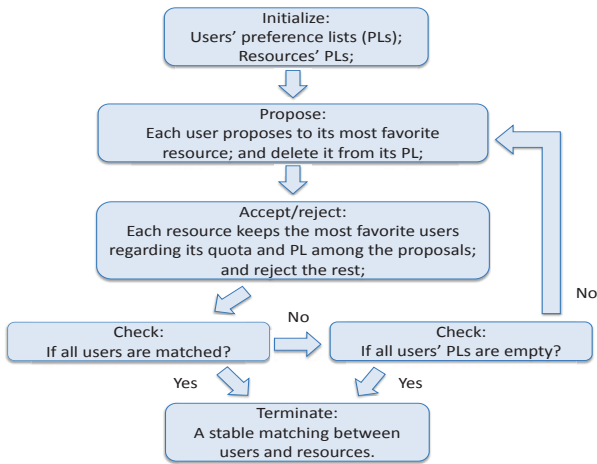 Initialize:
Users' preference lists (PLs);
Resources' PLs;
Propose:
Each user proposes to its most favorite
resource; and delete it from its PL;
Accept/reject:
Each resource keeps the most favorite users
regarding its quota and PL among the proposals;
and reject the rest;
No
No
Check:
If all users are matched?
Check:
If all users' PLs are empty?
Yes
Yes
Terminate:
A stable matching between
users and resources.